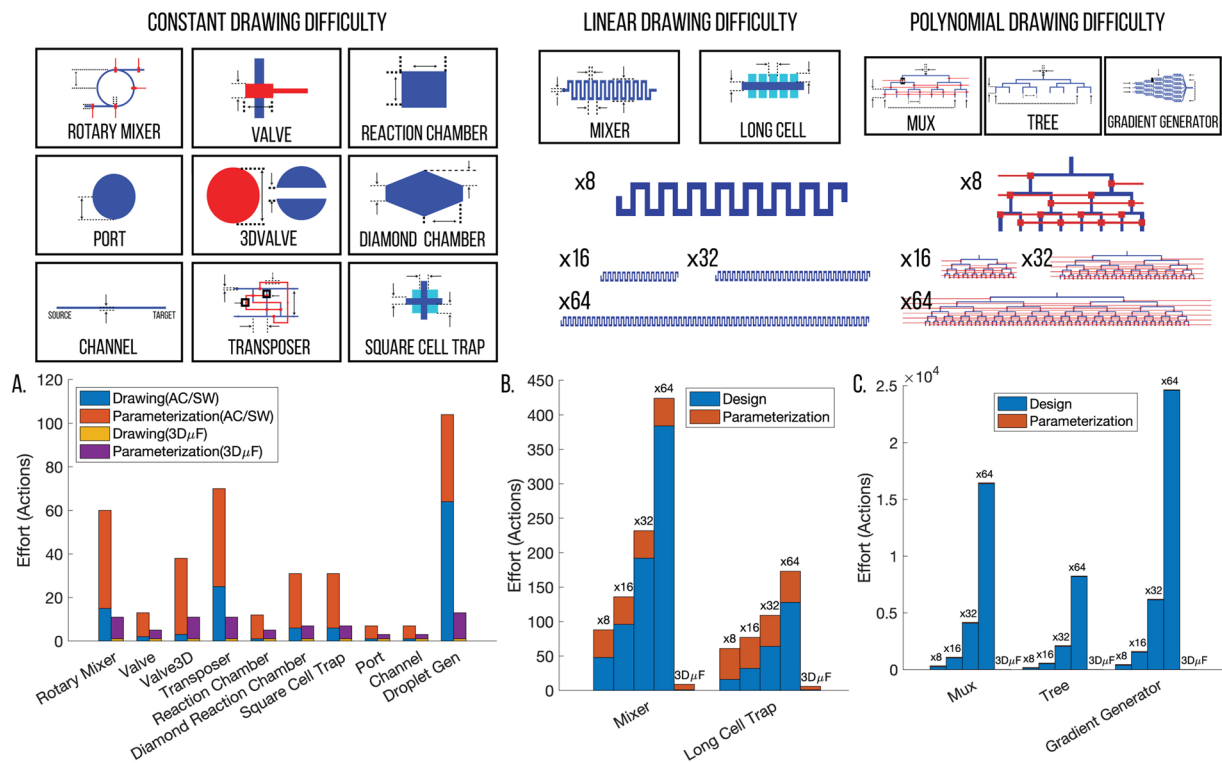 CONSTANT DRAWING DIFFICULTY
LINEAR DRAWING DIFFICULTY
POLYNOMIAL DRAWING DIFFICULTY
ROTARY MIXER
VALVE
REACTION CHAMBER
MIXER
LONG CELL
MUX
TREE
GRADIENT GENERATOR
PORT
3DVALVE
DIAMOND CHAMBER
x8
x8
SOURCE
TARGET
CHANNEL
TRANSPOSER
SQUARE CELL TRAP
x16
x32
x64
x16
x32
x64
A.
120
100
80
60
40
20
0
Effort (Actions)
Drawing(AC/SW)
Parameterization(AC/SW)
Drawing(3DμF)
Parameterization(3DμF)
Rotary Mixer
Valve
Valve3D
Transposer
Reaction Chamber
Diamond Reaction Chamber
Square Cell Trap
Port
Channel
Droplet Gen
B.
450
400
350
300
250
200
150
100
50
0
Effort (Actions)
Design
Parameterization
x8
x16
x32
x64
3DμF
x8
x16
x32
x64
3DμF
Mixer
Long Cell Trap
C.
×10⁴
2.5
2
1.5
1
0.5
0
Effort (Actions)
Design
Parameterization
x8
x16
x32
x64
3DμF
x8
x16
x32
x64
3DμF
x8
x16
x32
x64
3DμF
Mux
Tree
Gradient Generator